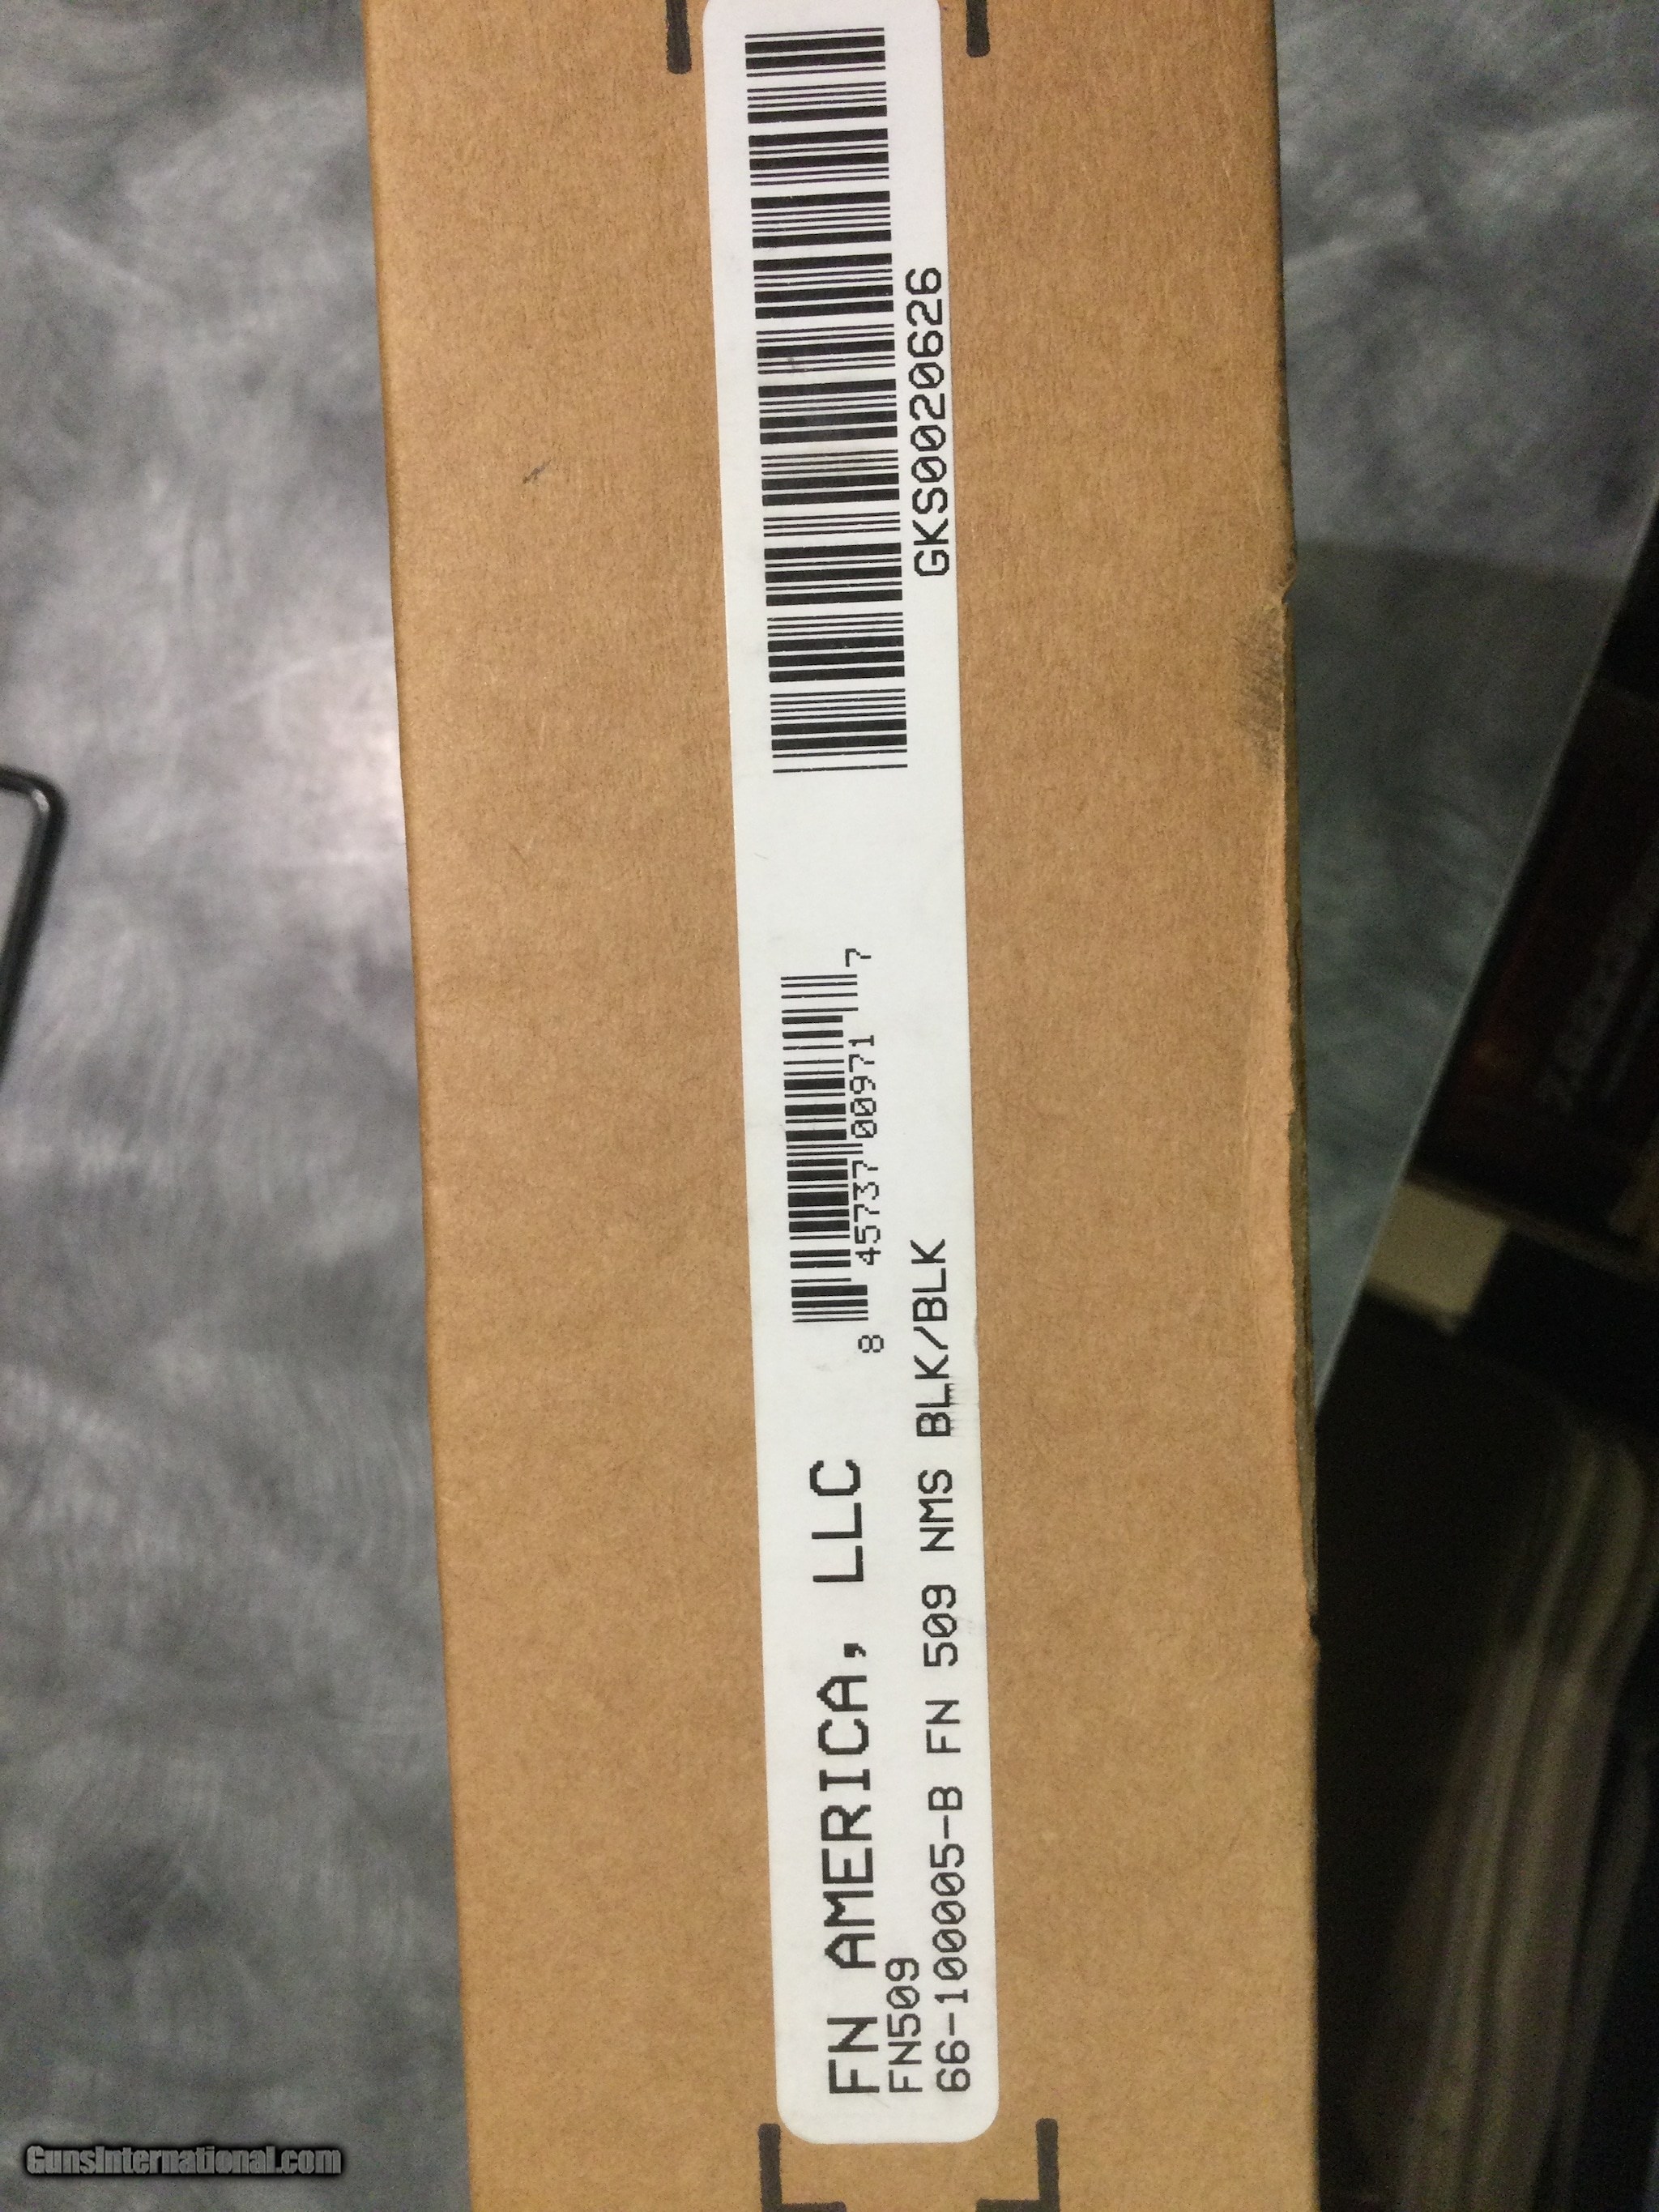 FN AMERICA, LLC
FN509
66-100005-B FN 509 NMS BLK/BLK
8 45737 00971 7
GKS0020626
GunsInternational.com